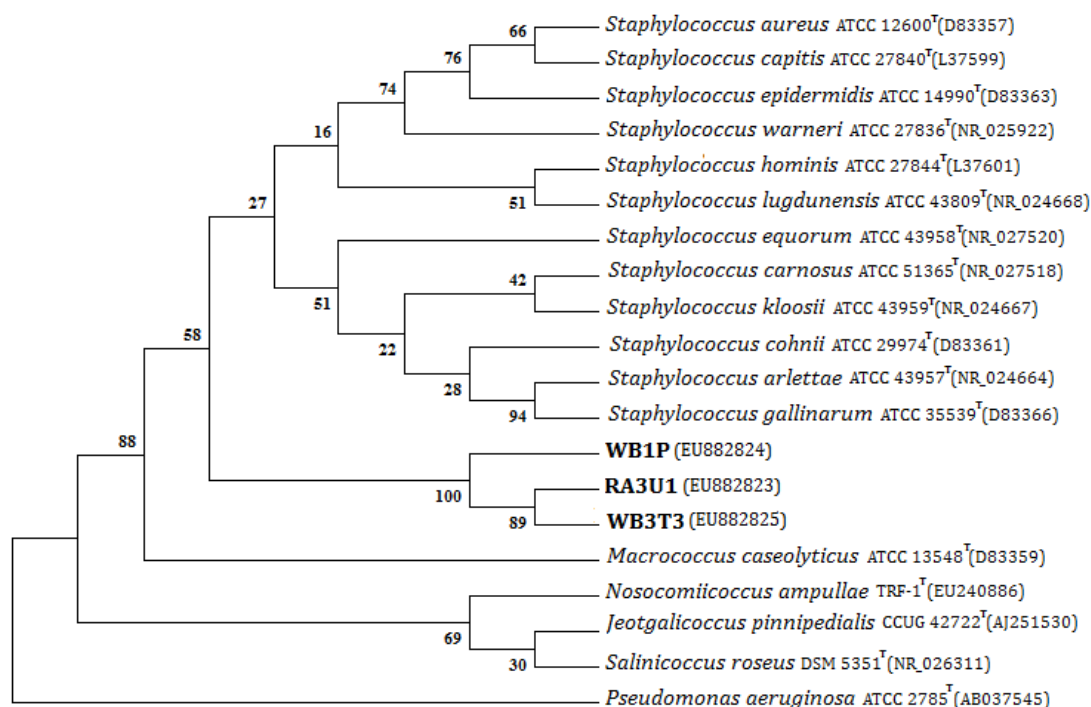 66 Staphylococcus aureus ATCC 12600ᵀ(D83357)
Staphylococcus capitis ATCC 27840ᵀ(L37599)
76
Staphylococcus epidermidis ATCC 14990ᵀ(D83363)
74
Staphylococcus warneri ATCC 27836ᵀ(NR_025922)
16
Staphylococcus hominis ATCC 27844ᵀ(L37601)
51 Staphylococcus lugdunensis ATCC 43809ᵀ(NR_024668)
27
Staphylococcus equorum ATCC 43958ᵀ(NR_027520)
42 Staphylococcus carnosus ATCC 51365ᵀ(NR_027518)
51
Staphylococcus kloosii ATCC 43959ᵀ(NR_024667)
58
22 Staphylococcus cohnii ATCC 29974ᵀ(D83361)
28 Staphylococcus arlettae ATCC 43957ᵀ(NR_024664)
94 Staphylococcus gallinarum ATCC 35539ᵀ(D83366)
88
WB1P (EU882824)
100 RA3U1 (EU882823)
89 WB3T3 (EU882825)
Macrococcus caseolyticus ATCC 13548ᵀ(D83359)
Nosocomiicoccus ampullae TRF-1ᵀ(EU240886)
69 Jeotgalicoccus pinnipedialis CCUG 42722ᵀ(AJ251530)
30 Salinicoccus roseus DSM 5351ᵀ(NR_026311)
Pseudomonas aeruginosa ATCC 2785ᵀ(AB037545)